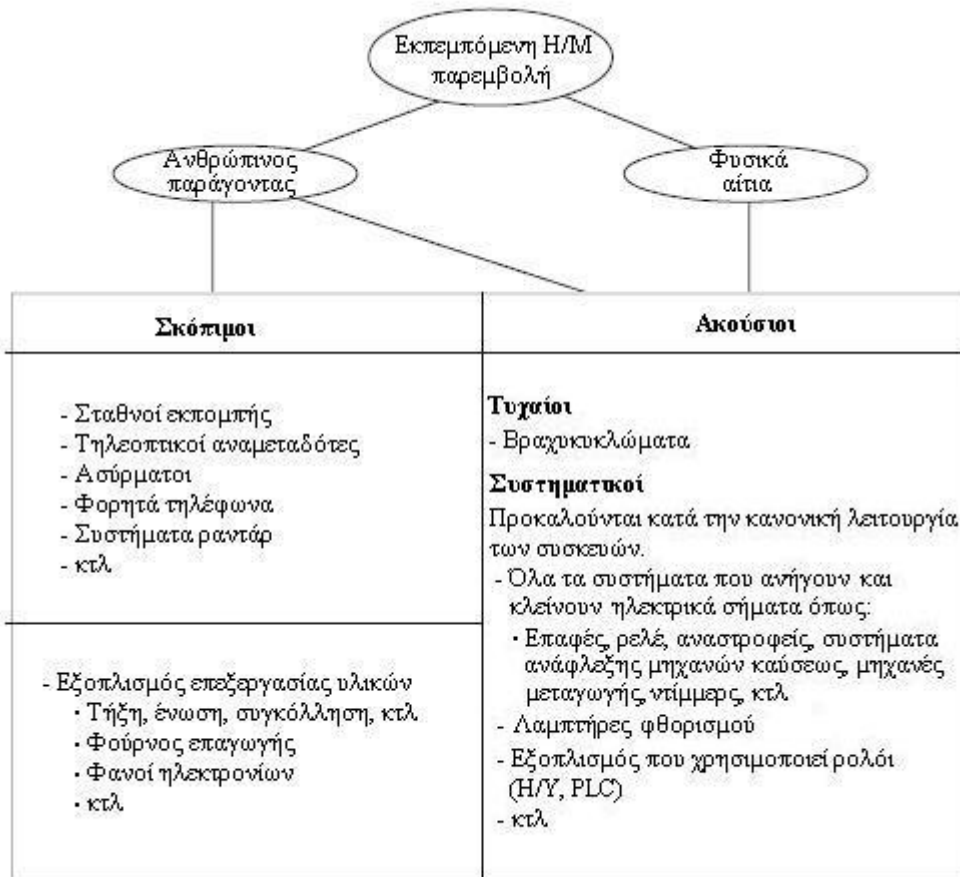 Εκπεμπόμενη Η/Μ
παρεμβολή
Ανθρώπινος
παράγοντας
Φυσικά
αίτια
Σκόπιμοι
Ακούσιοι
- Σταθνοί εκπομπής
- Τηλεοπτικοί αναμεταδότες
- Ασύρματοι
- Φορητά τηλέφωνα
- Συστήματα ραντάρ
- κτλ
- Εξοπλισμός επεξεργασίας υλικών
· Τήξη, ένωση, συγκόλληση, κτλ
· Φούρνος επαγωγής
· Φανοί ηλεκτρονίων
· κτλ
Τυχαίοι
- Βραχυκυκλώματα
Συστηματικοί
Προκαλούνται κατά την κανονική λειτουργία
των συσκευών.
- Όλα τα συστήματα που ανήγουν και
κλείνουν ηλεκτρικά σήματα όπως:
· Επαφές, ρελέ, αναστροφείς, συστήματα
ανάφλεξης μηχανών καύσεως, μηχανές
μεταγωγής, ντίμμερς, κτλ
- Λαμπτήρες φθορισμού
- Εξοπλισμός που χρησιμοποιεί ρολόι
(Η/Υ, PLC)
- κτλ